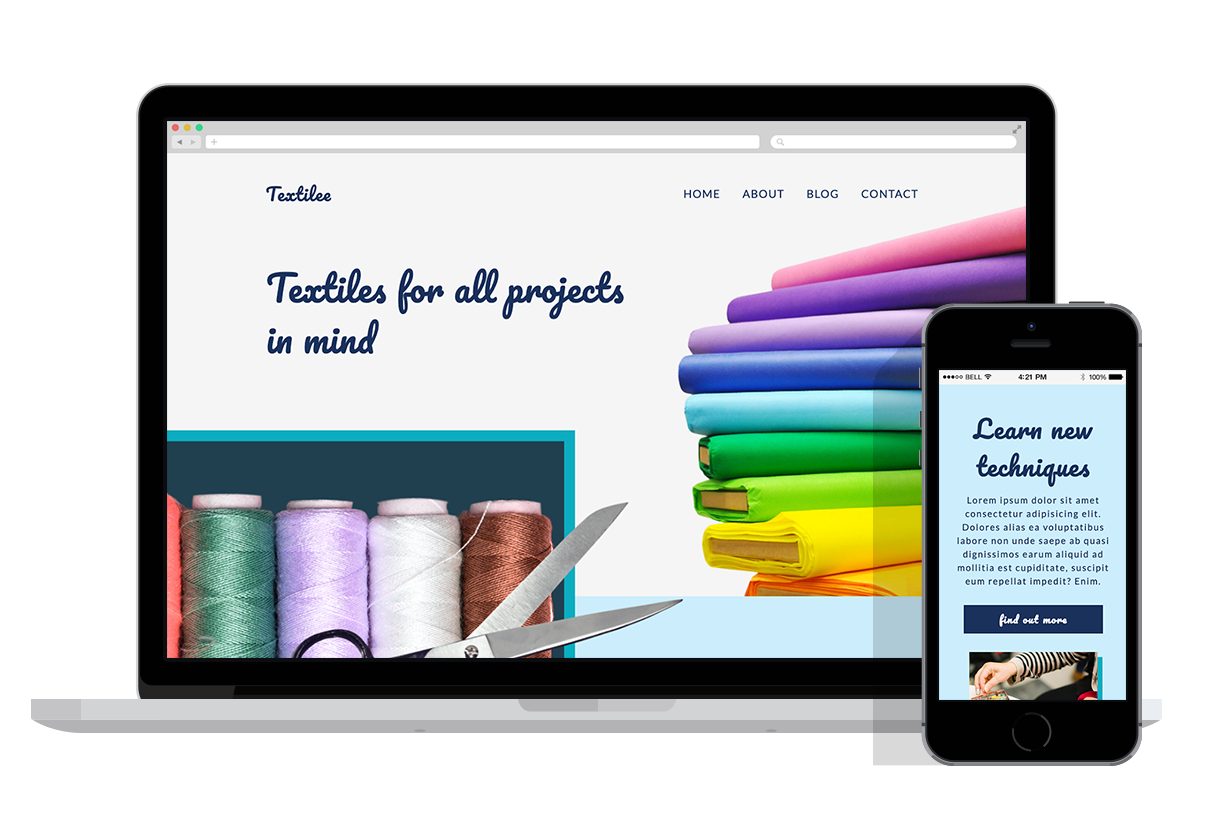 Textilee
HOME ABOUT BLOG CONTACT
Textiles for all projects
in mind
BELL 4:21 PM 100%
Learn new
techniques
Lorem ipsum dolor sit amet
consectetur adipisicing elit.
Dolores alias ea voluptatibus
labore non unde saepe ab quasi
dignissimos earum aliquid ad
mollitia est cupiditate, suscipit
eum repellat impedit? Enim.
find out more